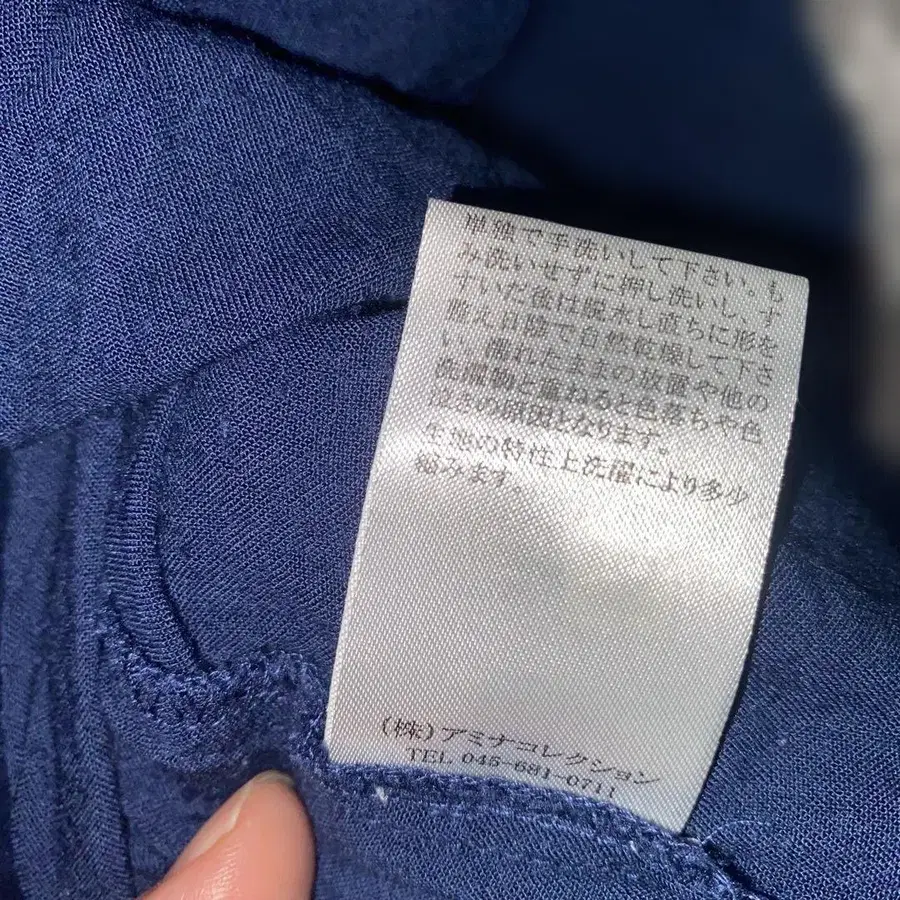 単独で手洗いして下さい。も
み洗いせずに押し洗いし、す
すいだ後は脱水し直ちに形を
整え日陰で自然乾燥して下さ
い。濡れたままの放置や他の
洗濯物と重ねると色落ちや色
泣きの原因となります。
生地の特性上洗濯により多少
縮みます。
(株)アミナコレクション
TEL 045-681-0711